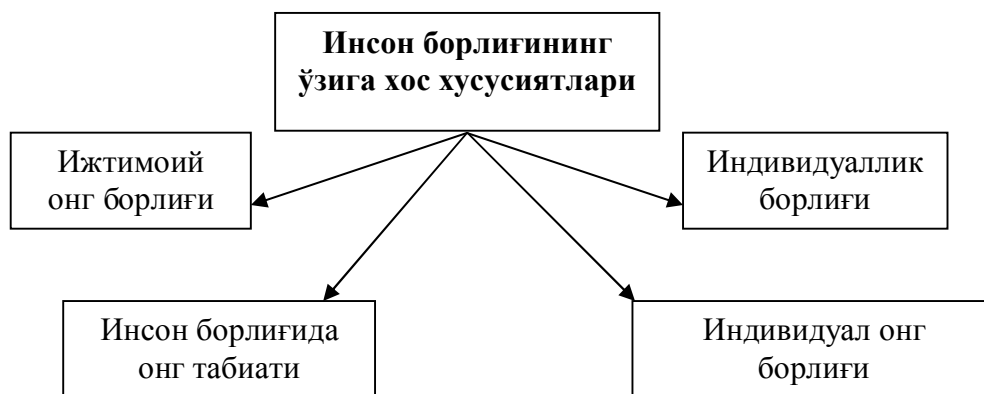 Инсон борлиғининг
ўзига хос хусусиятлари
Ижтимоий
онг борлиғи
Индивидуаллик
борлиғи
Инсон борлиғида
онг табиати
Индивидуал онг
борлиғи